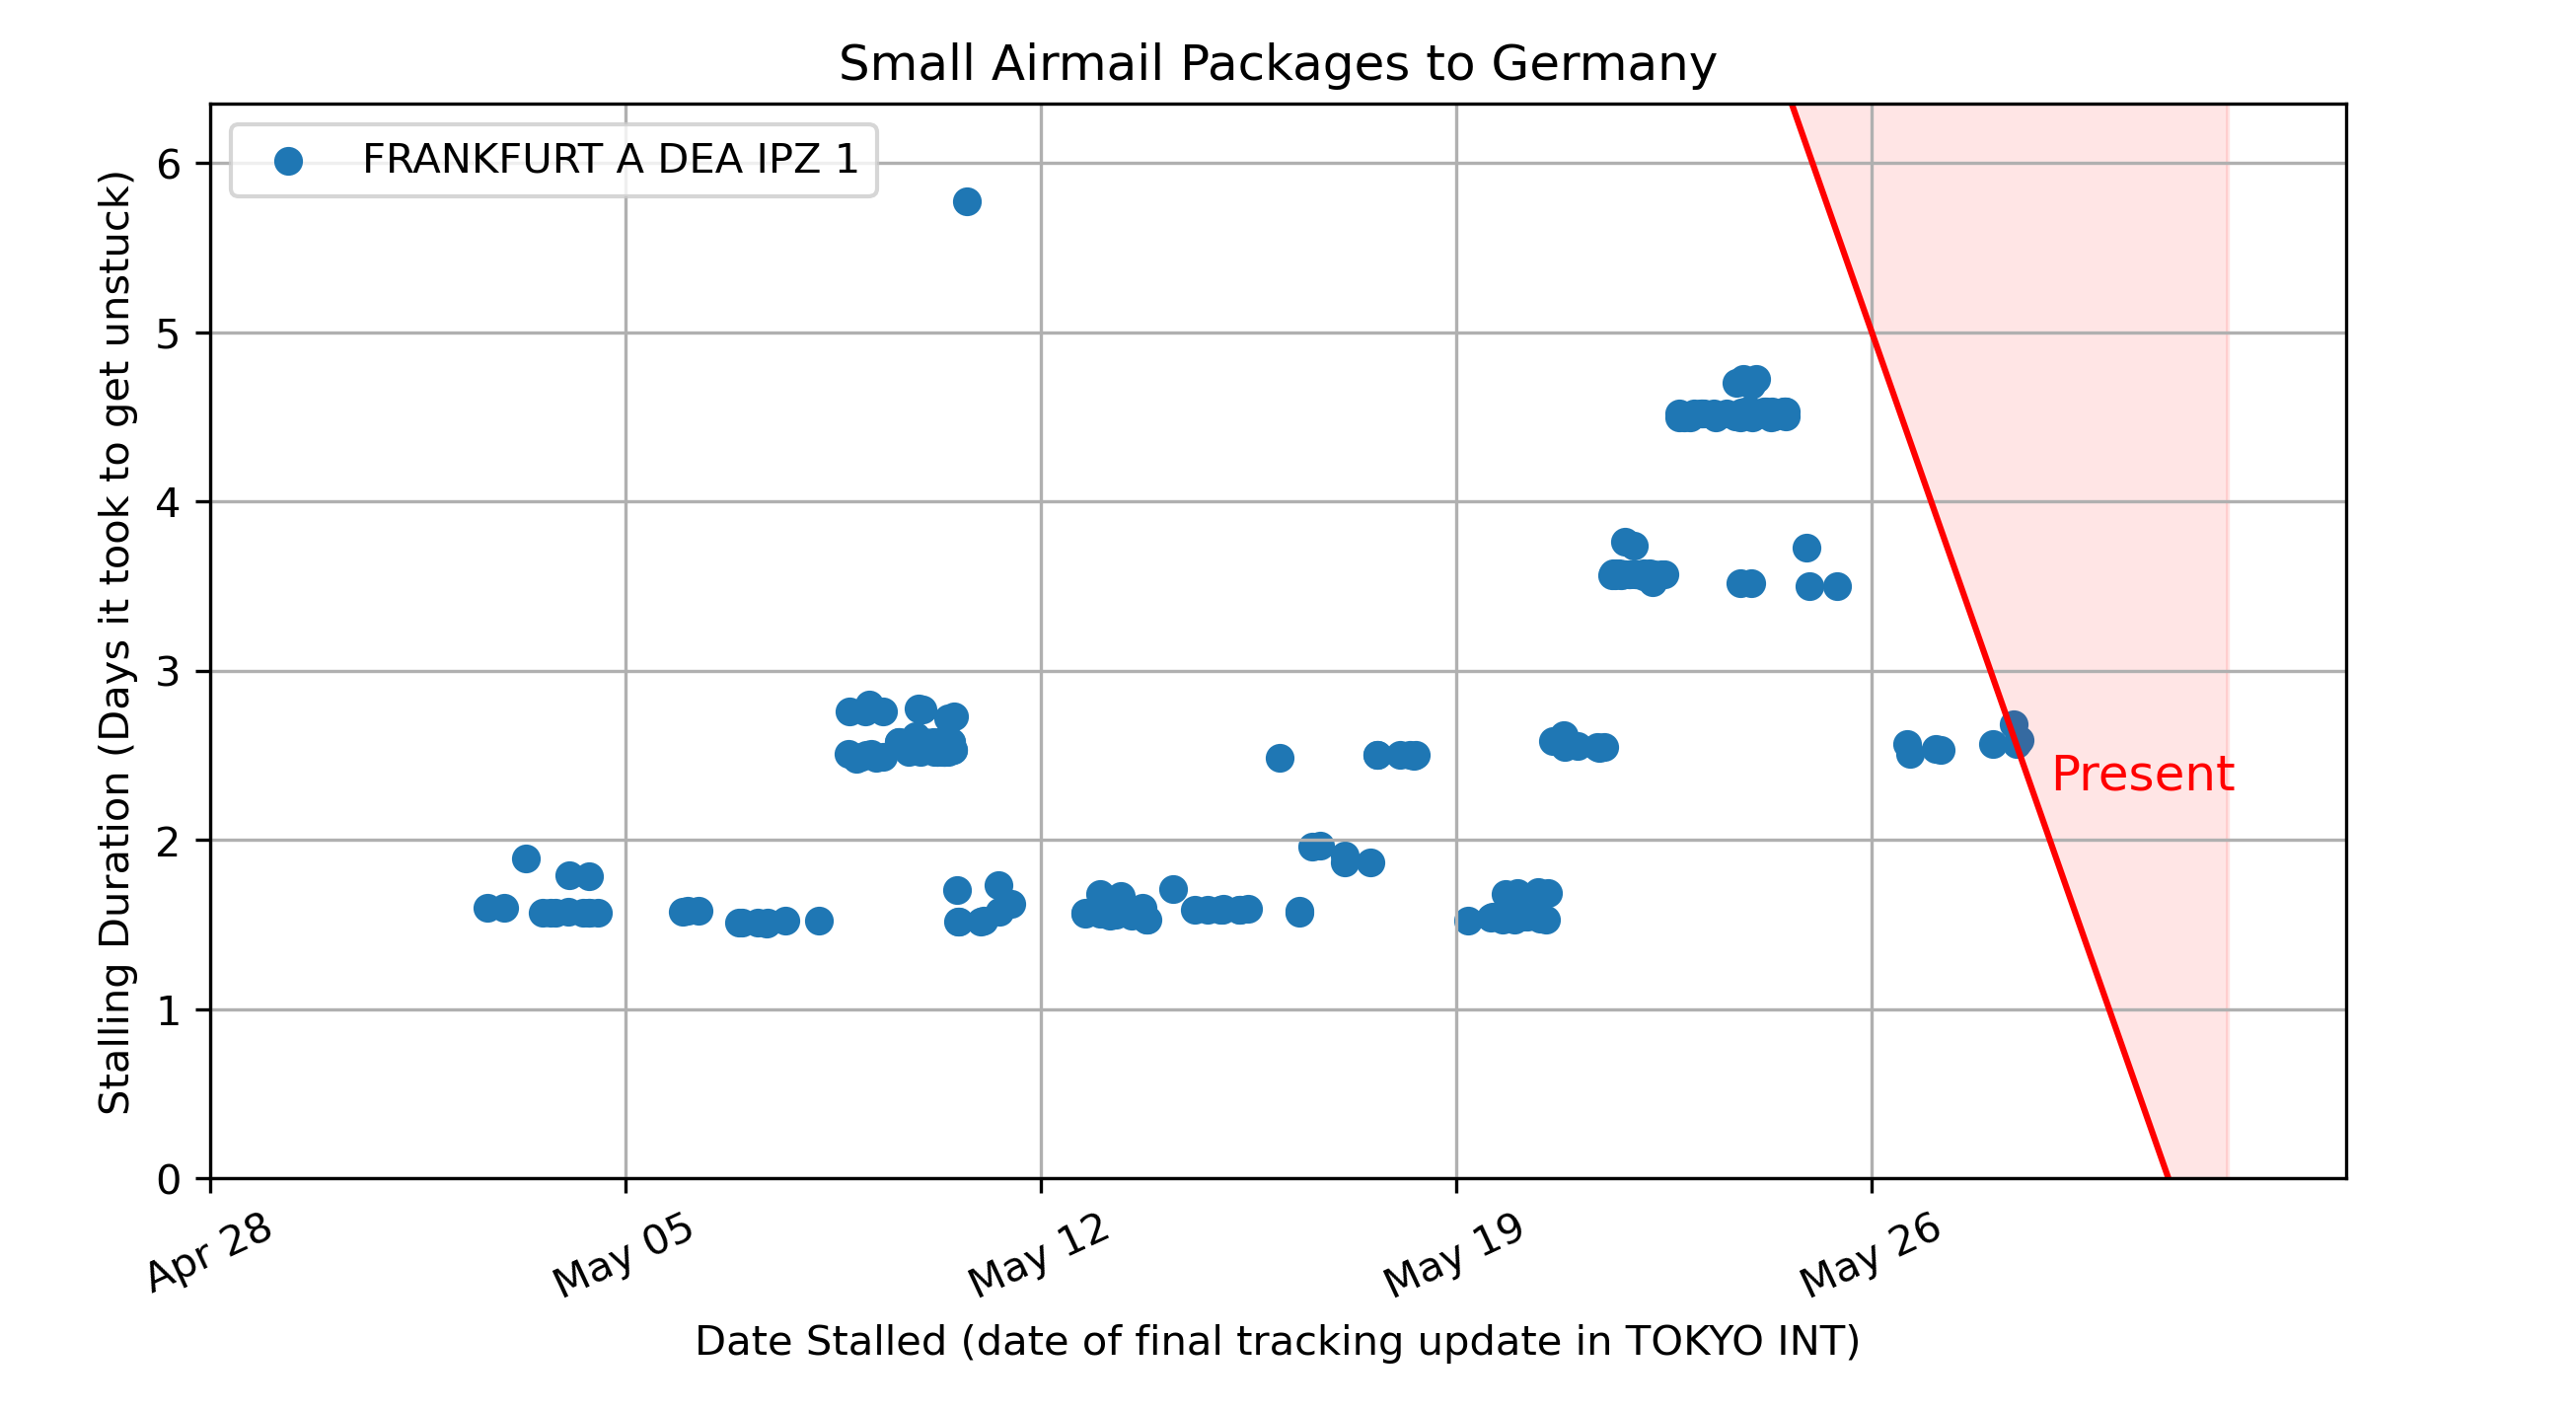 Small Airmail Packages to Germany
FRANKFURT A DEA IPZ 1
Stalling Duration (Days it took to get unstuck)
6
5
4
3
2
1
0
Present
Apr 28
May 05
May 12
May 19
May 26
Date Stalled (date of final tracking update in TOKYO INT)